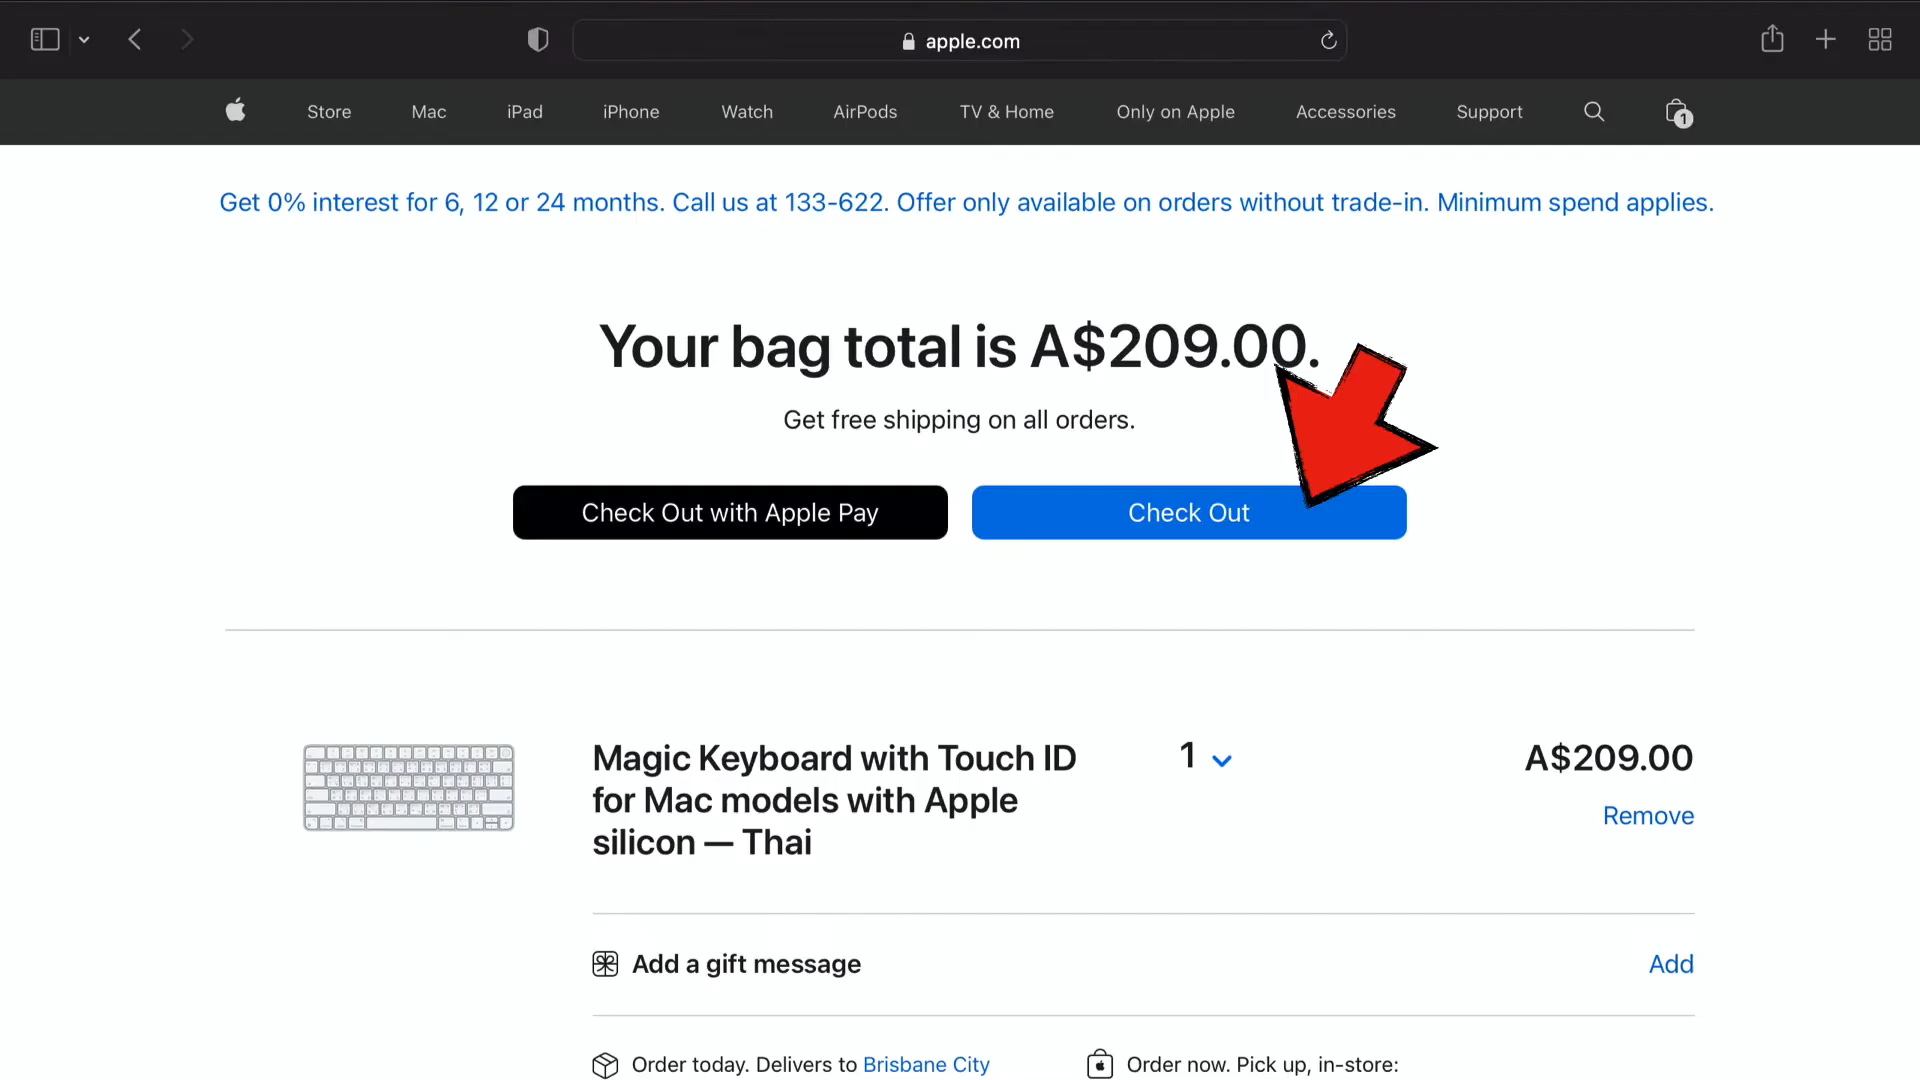 apple.com
Store Mac iPad iPhone Watch AirPods TV & Home Only on Apple Accessories Support 1
Get 0% interest for 6, 12 or 24 months. Call us at 133-622. Offer only available on orders without trade-in. Minimum spend applies.
Your bag total is A$209.00.
Get free shipping on all orders.
Check Out with Apple Pay Check Out
Magic Keyboard with Touch ID 1 A$209.00
for Mac models with Apple Remove
silicon — Thai
Add a gift message Add
Order today. Delivers to Brisbane City Order now. Pick up, in-store: